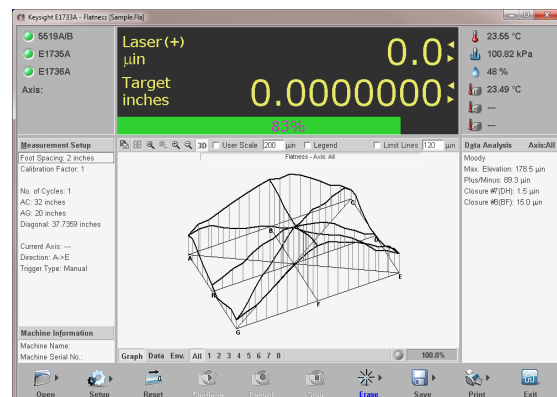 Keysight E1733A - Flatness [Sample.Fla]
5519A/B
E1735A
E1736A
Axis:
Laser(+)
μin
0.0
Target
inches
0.0000000
83%
23.55 °C
100.82 kPa
48 %
23.49 °C
---
---
Measurement Setup
Foot Spacing: 2 inches
Calibration Factor: 1
No. of Cycles: 1
AC: 32 inches
AG: 20 inches
Diagonal: 37.7359 inches
Current Axis: ---
Direction: A->E
Trigger Type: Manual
Machine Information
Machine Name:
Machine Serial No.:
3D User Scale 200 μin Legend Limit Lines 120 μin
Flatness - Axis: All
A
B
C
D
E
F
G
H
Graph Data Env. All 1 2 3 4 5 6 7 8
100.0%
Data Analysis Axis:All
Moody
Max. Elevation: 178.5 μin
Plus/Minus: 89.3 μin
Closure #7(DH): 1.5 μin
Closure #8(BF): 15.0 μin
Open Setup Reset Position Record Stop Erase Save Print Exit